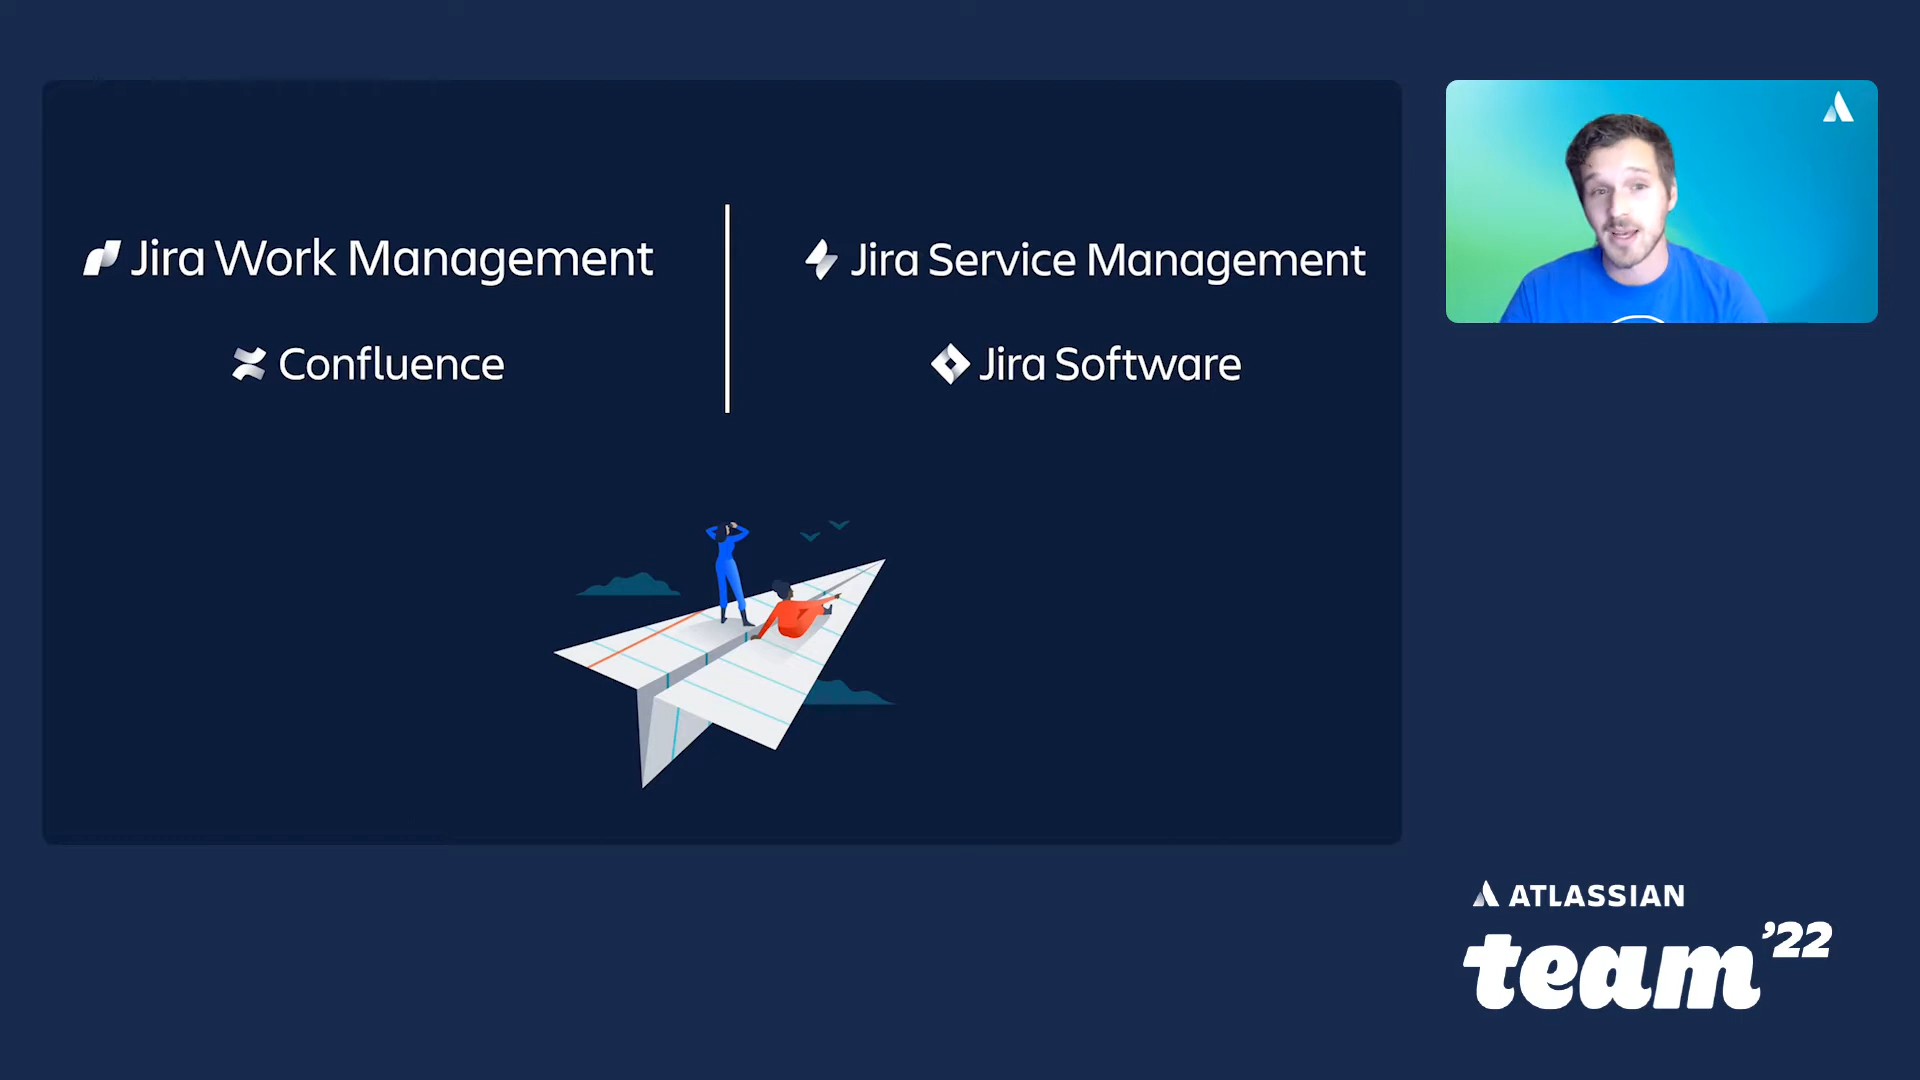 Jira Work Management
Confluence
Jira Service Management
Jira Software
ATLASSIAN
team ’22